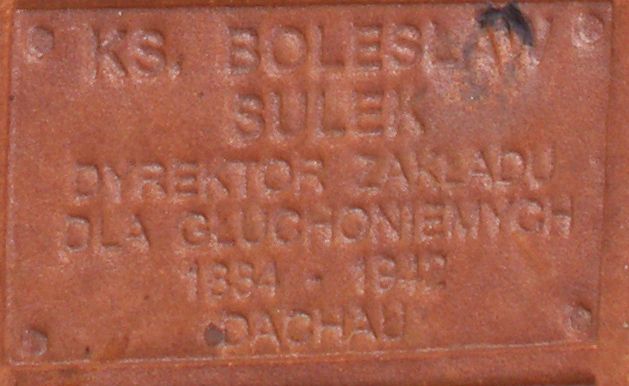 KS. BOLESŁAW
SULEK
DYREKTOR ZAKŁADU
DLA GŁUCHONIEMYCH
1884 - 1942
DACHAU